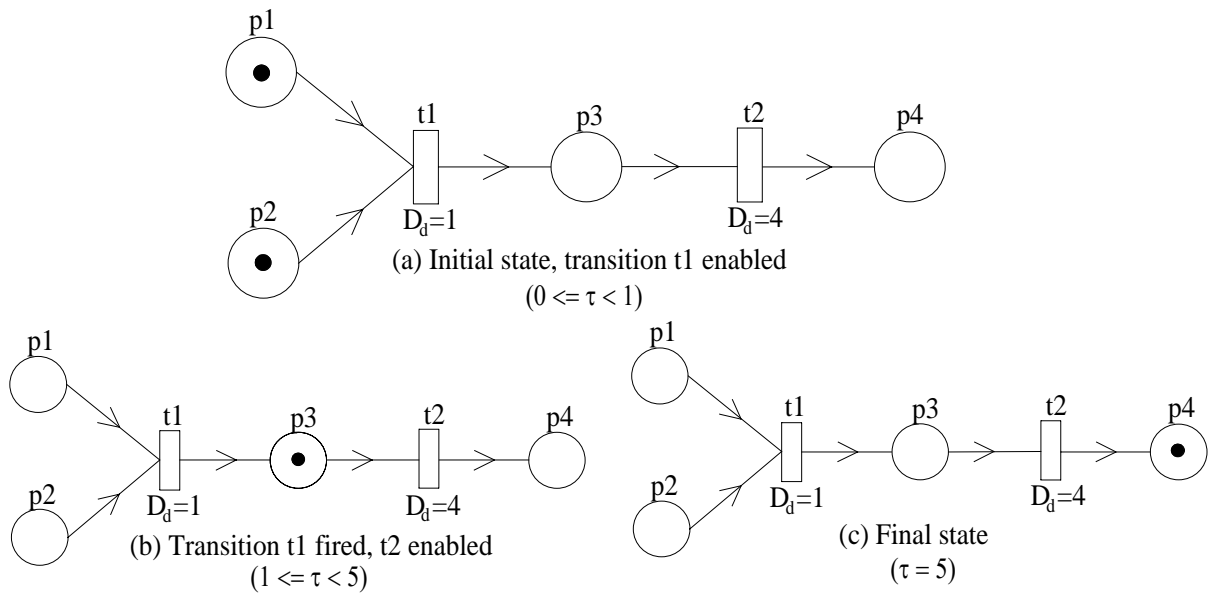 p1
t1
p3
t2
p4
p2
D_d=1
D_d=4
(a) Initial state, transition t1 enabled
(0 <= τ < 1)
p1
t1
p3
t2
p4
p2
D_d=1
D_d=4
(b) Transition t1 fired, t2 enabled
(1 <= τ < 5)
p1
t1
p3
t2
p4
p2
D_d=1
D_d=4
(c) Final state
(τ = 5)